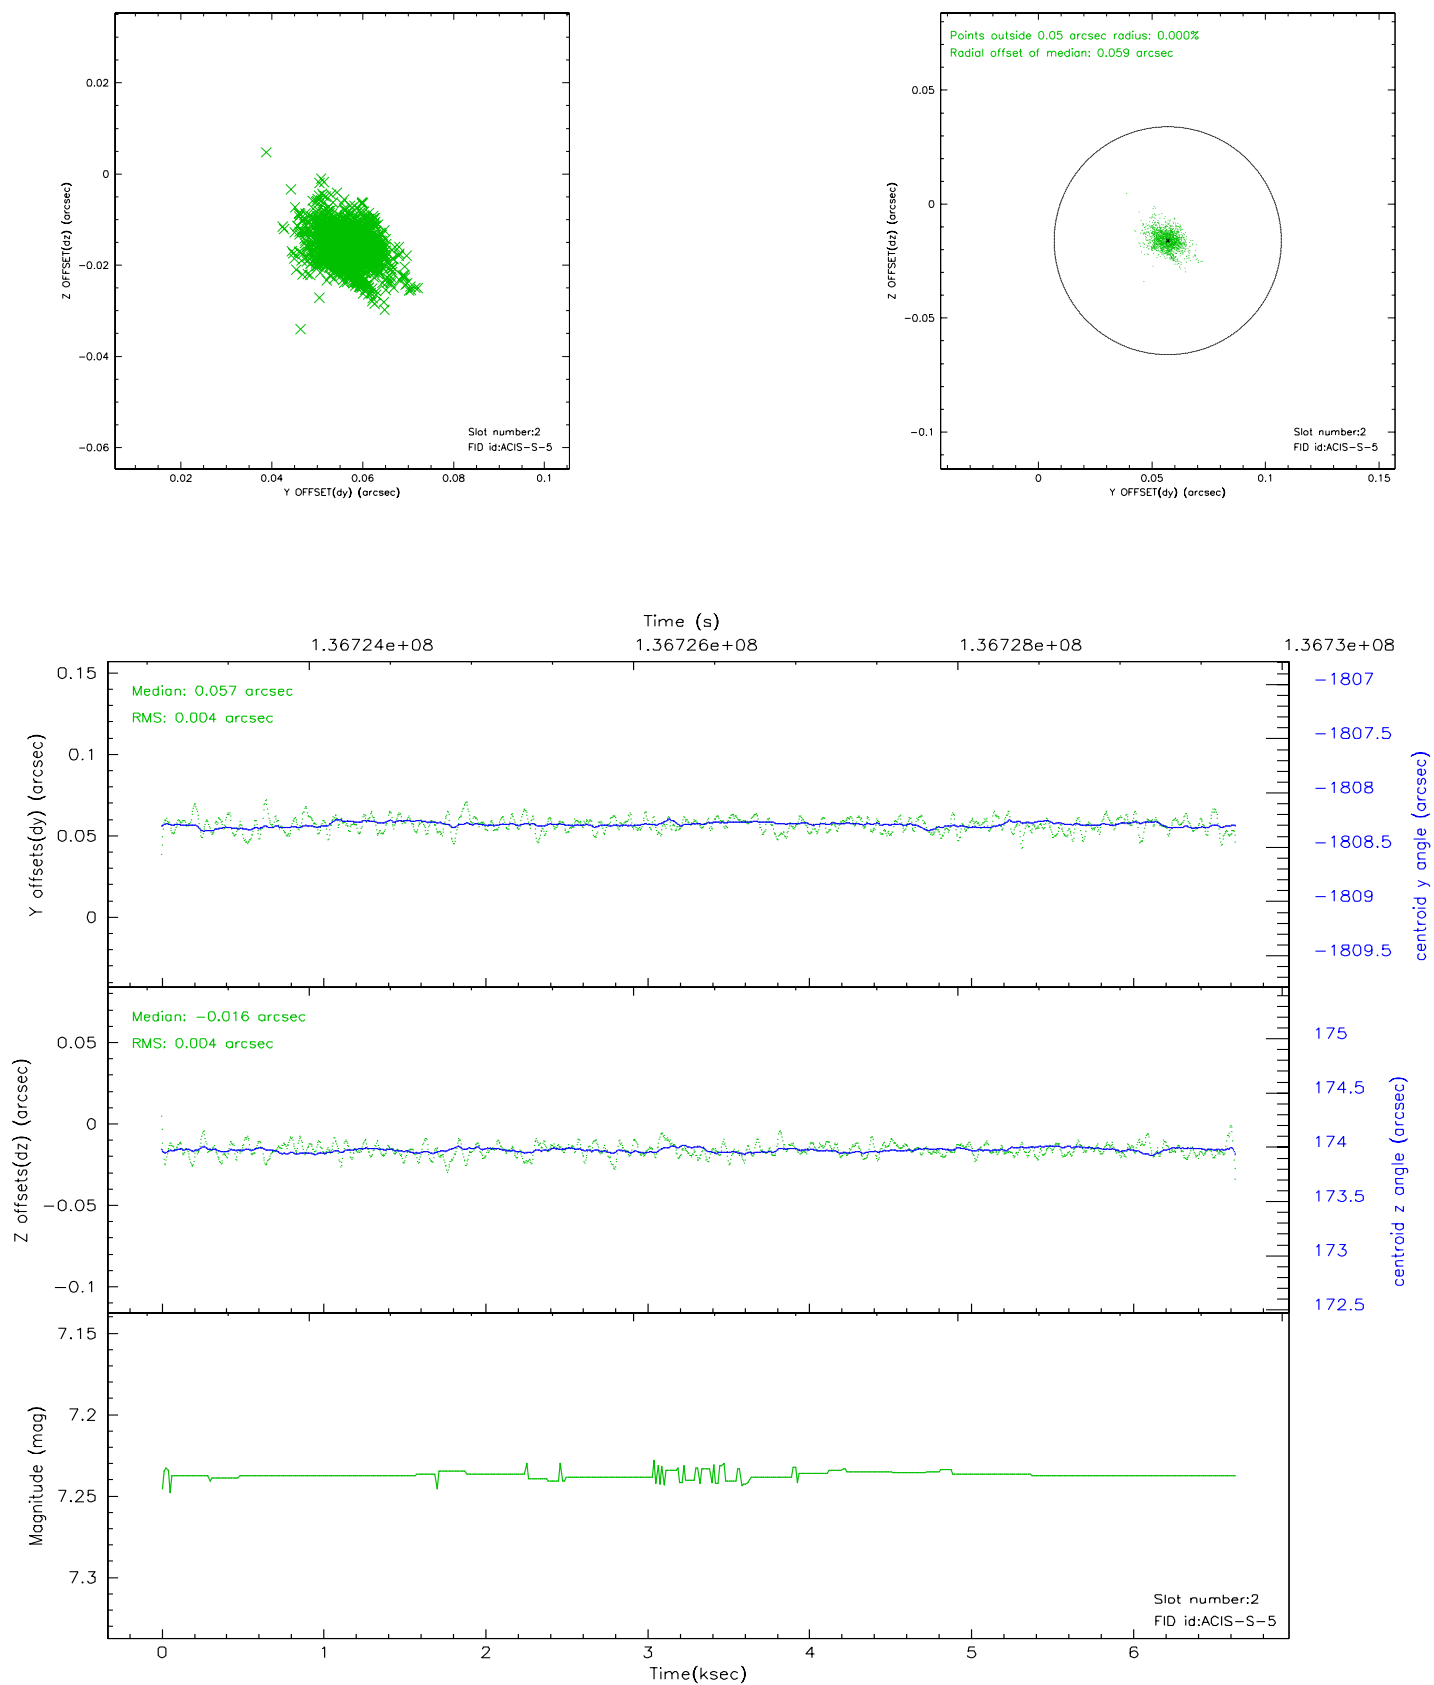 0.02
0
−0.02
−0.04
−0.06
Z OFFSET(dz) (arcsec)
Slot number:2
FID id:ACIS−S−5
0.02 0.04 0.06 0.08 0.1
Y OFFSET(dy) (arcsec)
Points outside 0.05 arcsec radius: 0.000%
Radial offset of median: 0.059 arcsec
0.05
0
−0.05
−0.1
Z OFFSET(dz) (arcsec)
Slot number:2
FID id:ACIS−S−5
0 0.05 0.1 0.15
Y OFFSET(dy) (arcsec)
Time (s)
1.36724e+08 1.36726e+08 1.36728e+08 1.3673e+08
Median: 0.057 arcsec
RMS: 0.004 arcsec
0.15
0.1
0.05
0
Y offsets(dy) (arcsec)
−1807
−1807.5
−1808
−1808.5
−1809
−1809.5
centroid y angle (arcsec)
Median: −0.016 arcsec
RMS: 0.004 arcsec
0.05
0
−0.05
−0.1
Z offsets(dz) (arcsec)
175
174.5
174
173.5
173
172.5
centroid z angle (arcsec)
7.15
7.2
7.25
7.3
Magnitude (mag)
Slot number:2
FID id:ACIS−S−5
0 1 2 3 4 5 6
Time(ksec)